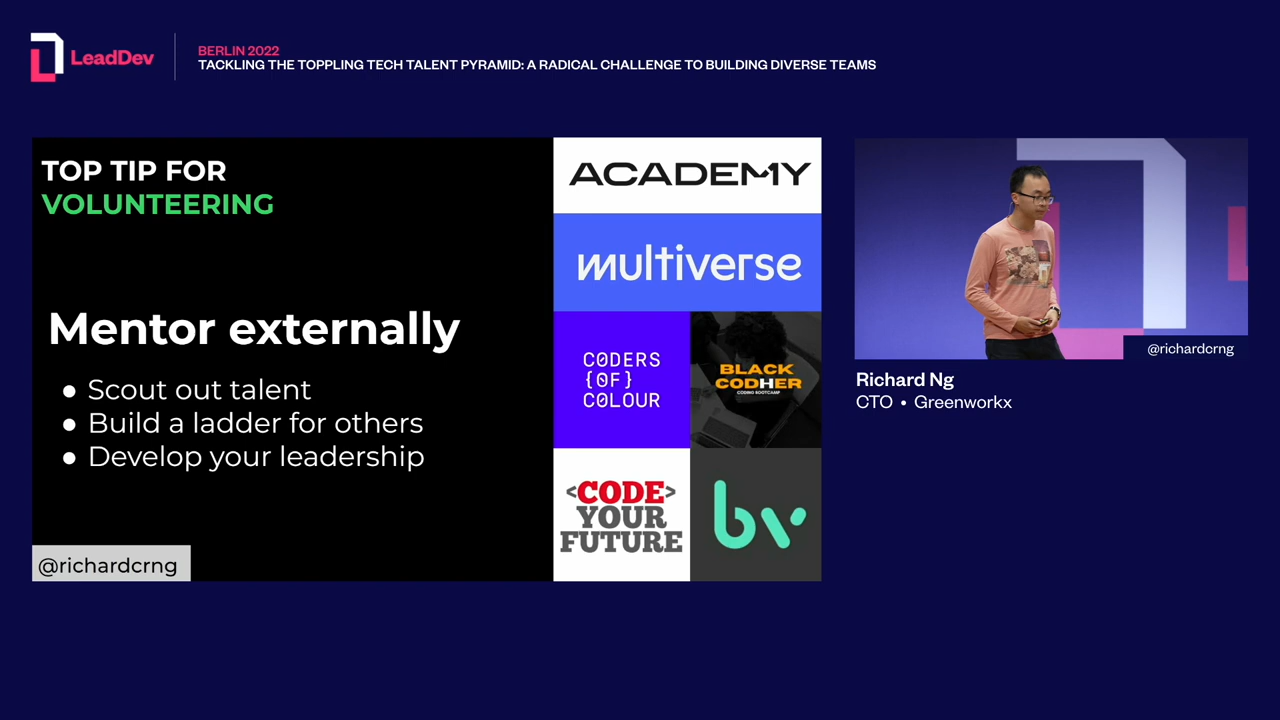 LeadDev
BERLIN 2022
TACKLING THE TOPPLING TECH TALENT PYRAMID: A RADICAL CHALLENGE TO BUILDING DIVERSE TEAMS
TOP TIP FOR
VOLUNTEERING
Mentor externally
● Scout out talent
● Build a ladder for others
● Develop your leadership
@richardcrng
ACADEMY
multiverse
C0DERS
{0F}
C0LOUR
BLACK
CODHER
CODING BOOTCAMP
<CODE>
YOUR
FUTURE
bv
@richardcrng
Richard Ng
CTO • Greenworkx